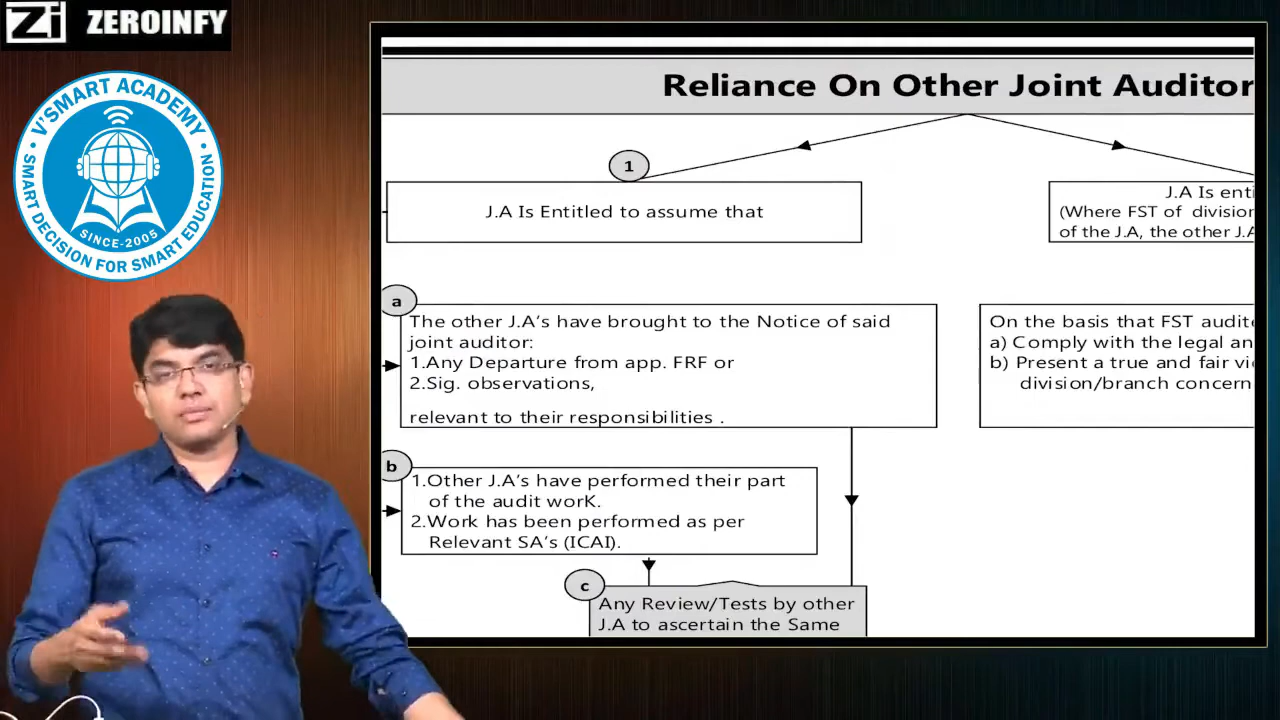 Zi ZEROINFY
V'SMART ACADEMY
SMART DECISION FOR SMART EDUCATION
SINCE-2005
Reliance On Other Joint Auditor
1
J.A Is Entitled to assume that
J.A Is enti
(Where FST of division
of the J.A, the other J.A
a
The other J.A's have brought to the Notice of said
joint auditor:
1.Any Departure from app. FRF or
2.Sig. observations,
relevant to their responsibilities .
On the basis that FST audite
a) Comply with the legal an
b) Present a true and fair vi
division/branch concern
b
1.Other J.A's have performed their part
of the audit worK.
2.Work has been performed as per
Relevant SA's (ICAI).
c
Any Review/Tests by other
J.A to ascertain the Same